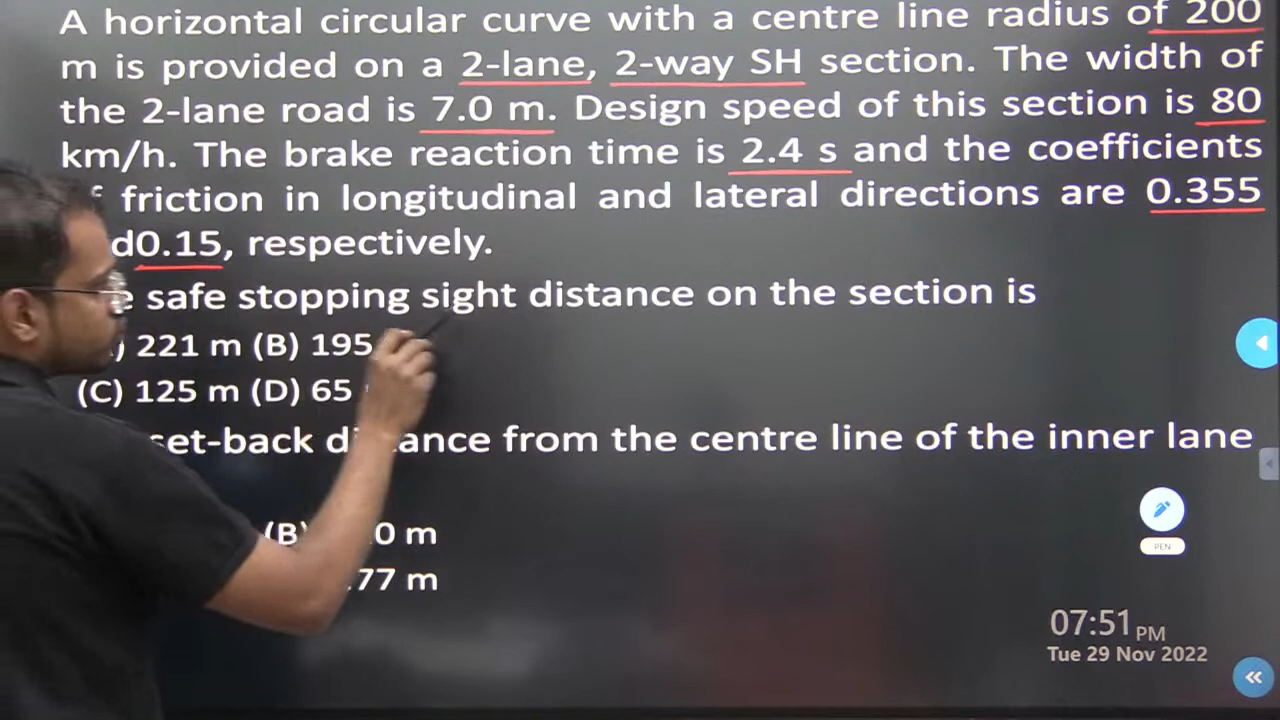 A horizontal circular curve with a centre line radius of 200
m is provided on a 2-lane, 2-way SH section. The width of
the 2-lane road is 7.0 m. Design speed of this section is 80
km/h. The brake reaction time is 2.4 s and the coefficients
friction in longitudinal and lateral directions are 0.355
d0.15, respectively.
safe stopping sight distance on the section is
) 221 m (B) 195
(C) 125 m (D) 65
set-back distance from the centre line of the inner lane
(B) 0 m
.77 m
PEN
07:51 PM
Tue 29 Nov 2022